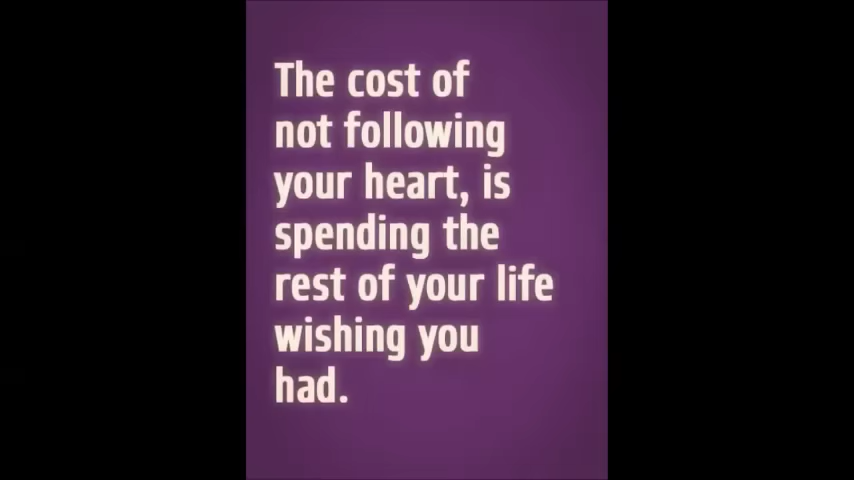 The cost of
not following
your heart, is
spending the
rest of your life
wishing you
had.